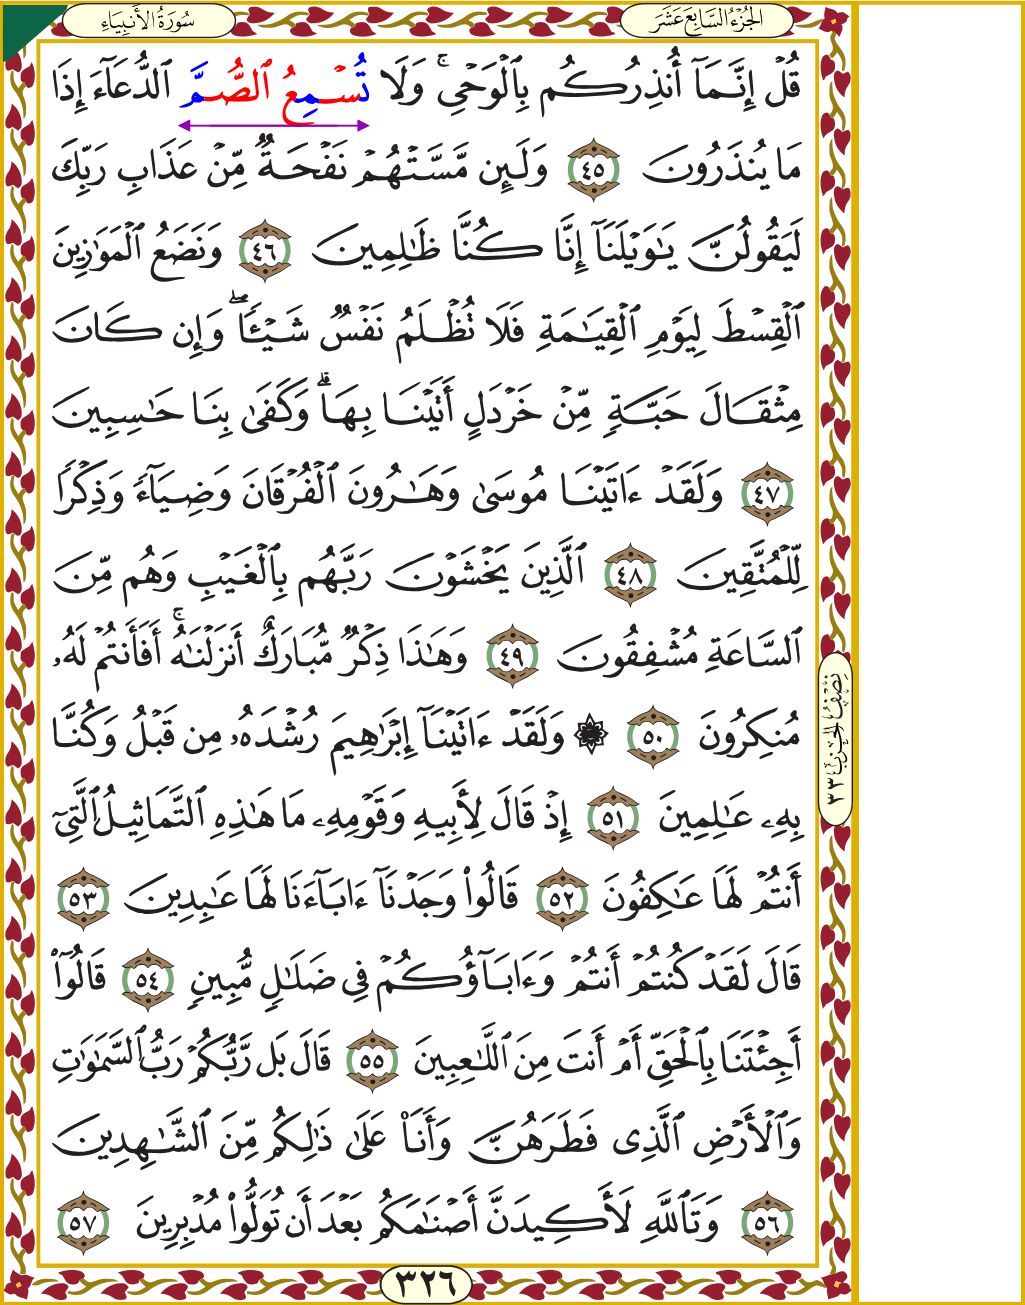 سُورَةُ الأَنبِيَاءِ
الجُزْءُ السَّابِعَ عَشَرَ
قُلْ إِنَّمَآ أُنذِرُكُم بِٱلْوَحْىِ ۚ وَلَا تُسْمِعُ ٱلصُّمَّ ٱلدُّعَآءَ إِذَا
مَا يُنذَرُونَ ٤٥ وَلَئِن مَّسَّتْهُمْ نَفْحَةٌ مِّنْ عَذَابِ رَبِّكَ
لَيَقُولُنَّ يَـٰوَيْلَنَآ إِنَّا كُنَّا ظَـٰلِمِينَ ٤٦ وَنَضَعُ ٱلْمَوَٰزِينَ
ٱلْقِسْطَ لِيَوْمِ ٱلْقِيَـٰمَةِ فَلَا تُظْلَمُ نَفْسٌ شَيْـًٔا ۖ وَإِن كَانَ
مِثْقَالَ حَبَّةٍ مِّنْ خَرْدَلٍ أَتَيْنَا بِهَا ۗ وَكَفَىٰ بِنَا حَـٰسِبِينَ
٤٧ وَلَقَدْ ءَاتَيْنَا مُوسَىٰ وَهَـٰرُونَ ٱلْفُرْقَانَ وَضِيَآءً وَذِكْرًا
لِّلْمُتَّقِينَ ٤٨ ٱلَّذِينَ يَخْشَوْنَ رَبَّهُم بِٱلْغَيْبِ وَهُم مِّنَ
ٱلسَّاعَةِ مُشْفِقُونَ ٤٩ وَهَـٰذَا ذِكْرٌ مُّبَارَكٌ أَنزَلْنَـٰهُ ۚ أَفَأَنتُمْ لَهُۥ
مُنكِرُونَ ٥٠ ۞ وَلَقَدْ ءَاتَيْنَآ إِبْرَٰهِيمَ رُشْدَهُۥ مِن قَبْلُ وَكُنَّا
بِهِۦ عَـٰلِمِينَ ٥١ إِذْ قَالَ لِأَبِيهِ وَقَوْمِهِۦ مَا هَـٰذِهِ ٱلتَّمَاثِيلُ ٱلَّتِىٓ
أَنتُمْ لَهَا عَـٰكِفُونَ ٥٢ قَالُوا۟ وَجَدْنَآ ءَابَآءَنَا لَهَا عَـٰبِدِينَ ٥٣
قَالَ لَقَدْ كُنتُمْ أَنتُمْ وَءَابَآؤُكُمْ فِى ضَلَـٰلٍ مُّبِينٍ ٥٤ قَالُوٓا۟
أَجِئْتَنَا بِٱلْحَقِّ أَمْ أَنتَ مِنَ ٱللَّـٰعِبِينَ ٥٥ قَالَ بَل رَّبُّكُمْ رَبُّ ٱلسَّمَـٰوَٰتِ
وَٱلْأَرْضِ ٱلَّذِى فَطَرَهُنَّ وَأَنَا۠ عَلَىٰ ذَٰلِكُم مِّنَ ٱلشَّـٰهِدِينَ
٥٦ وَتَٱللَّهِ لَأَكِيدَنَّ أَصْنَـٰمَكُم بَعْدَ أَن تُوَلُّوا۟ مُدْبِرِينَ ٥٧
نِصْفُ الحِزْبِ ٣٣
٣٢٦